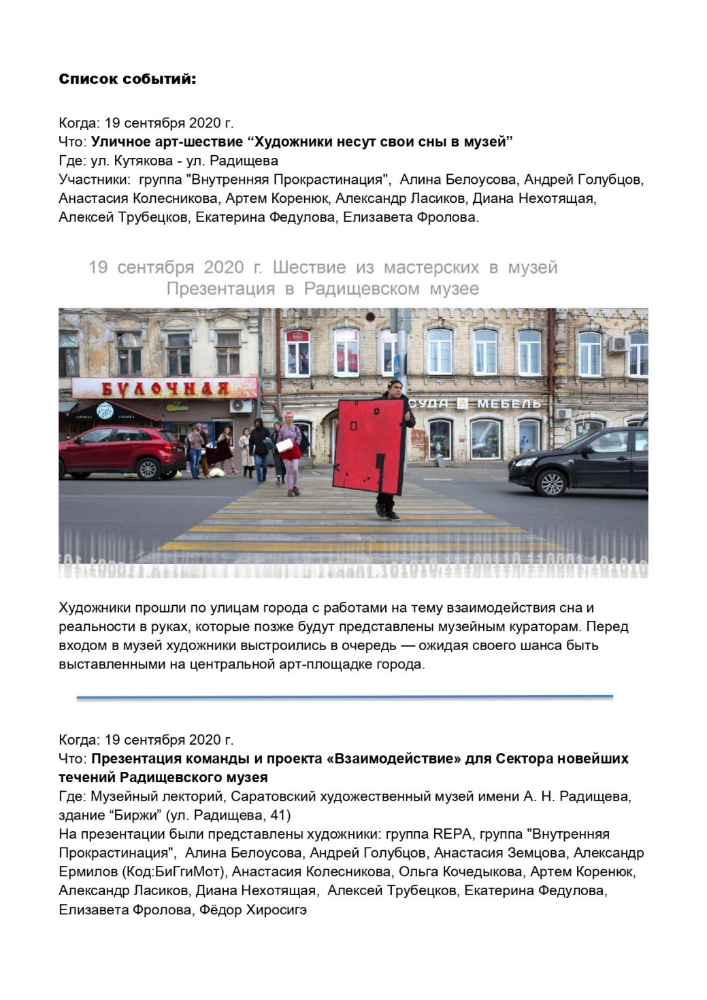 Список событий:
Когда: 19 сентября 2020 г.
Что: Уличное арт-шествие “Художники несут свои сны в музей”
Где: ул. Кутякова - ул. Радищева
Участники:  группа "Внутренняя Прокрастинация",  Алина Белоусова, Андрей Голубцов,
Анастасия Колесникова, Артем Коренюк, Александр Ласиков, Диана Нехотящая,
Алексей Трубецков, Екатерина Федулова, Елизавета Фролова.
19 сентября 2020 г. Шествие из мастерских в музей
Презентация в Радищевском музее
БУЛОЧНАЯ
СУДА МЕБЕЛЬ
Художники прошли по улицам города с работами на тему взаимодействия сна и
реальности в руках, которые позже будут представлены музейным кураторам. Перед
входом в музей художники выстроились в очередь — ожидая своего шанса быть
выставленными на центральной арт-площадке города.
Когда: 19 сентября 2020 г.
Что: Презентация команды и проекта «Взаимодействие» для Сектора новейших
течений Радищевского музея
Где: Музейный лекторий, Саратовский художественный музей имени А. Н. Радищева,
здание “Биржи” (ул. Радищева, 41)
На презентации были представлены художники: группа REPA, группа "Внутренняя
Прокрастинация",  Алина Белоусова, Андрей Голубцов, Анастасия Земцова, Александр
Ермилов (Код:БиГгиМот), Анастасия Колесникова, Ольга Кочедыкова, Артем Коренюк,
Александр Ласиков, Диана Нехотящая,  Алексей Трубецков, Екатерина Федулова,
Елизавета Фролова, Фёдор Хиросигэ